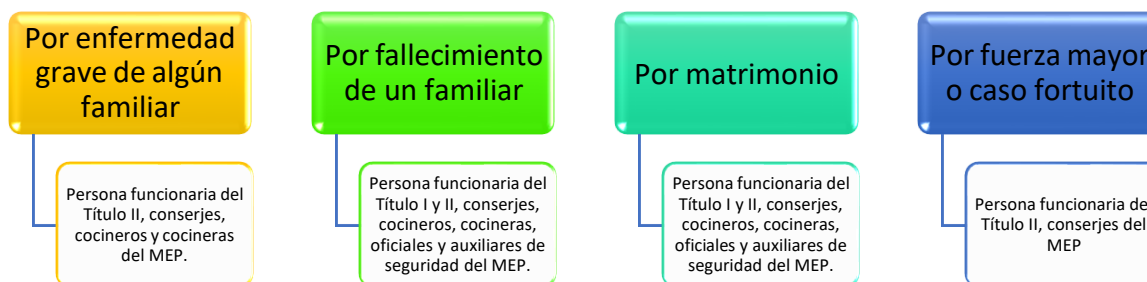 Por enfermedad
grave de algún
familiar
Persona funcionaria del
Título II, conserjes,
cocineros y cocineras
del MEP.
Por fallecimiento
de un familiar
Persona funcionaria del
Título I y II, conserjes,
cocineros, cocineras,
oficiales y auxiliares de
seguridad del MEP.
Por matrimonio
Persona funcionaria del
Título I y II, conserjes,
cocineros, cocineras,
oficiales y auxiliares de
seguridad del MEP.
Por fuerza mayor
o caso fortuito
Persona funcionaria de
Título II, conserjes del
MEP